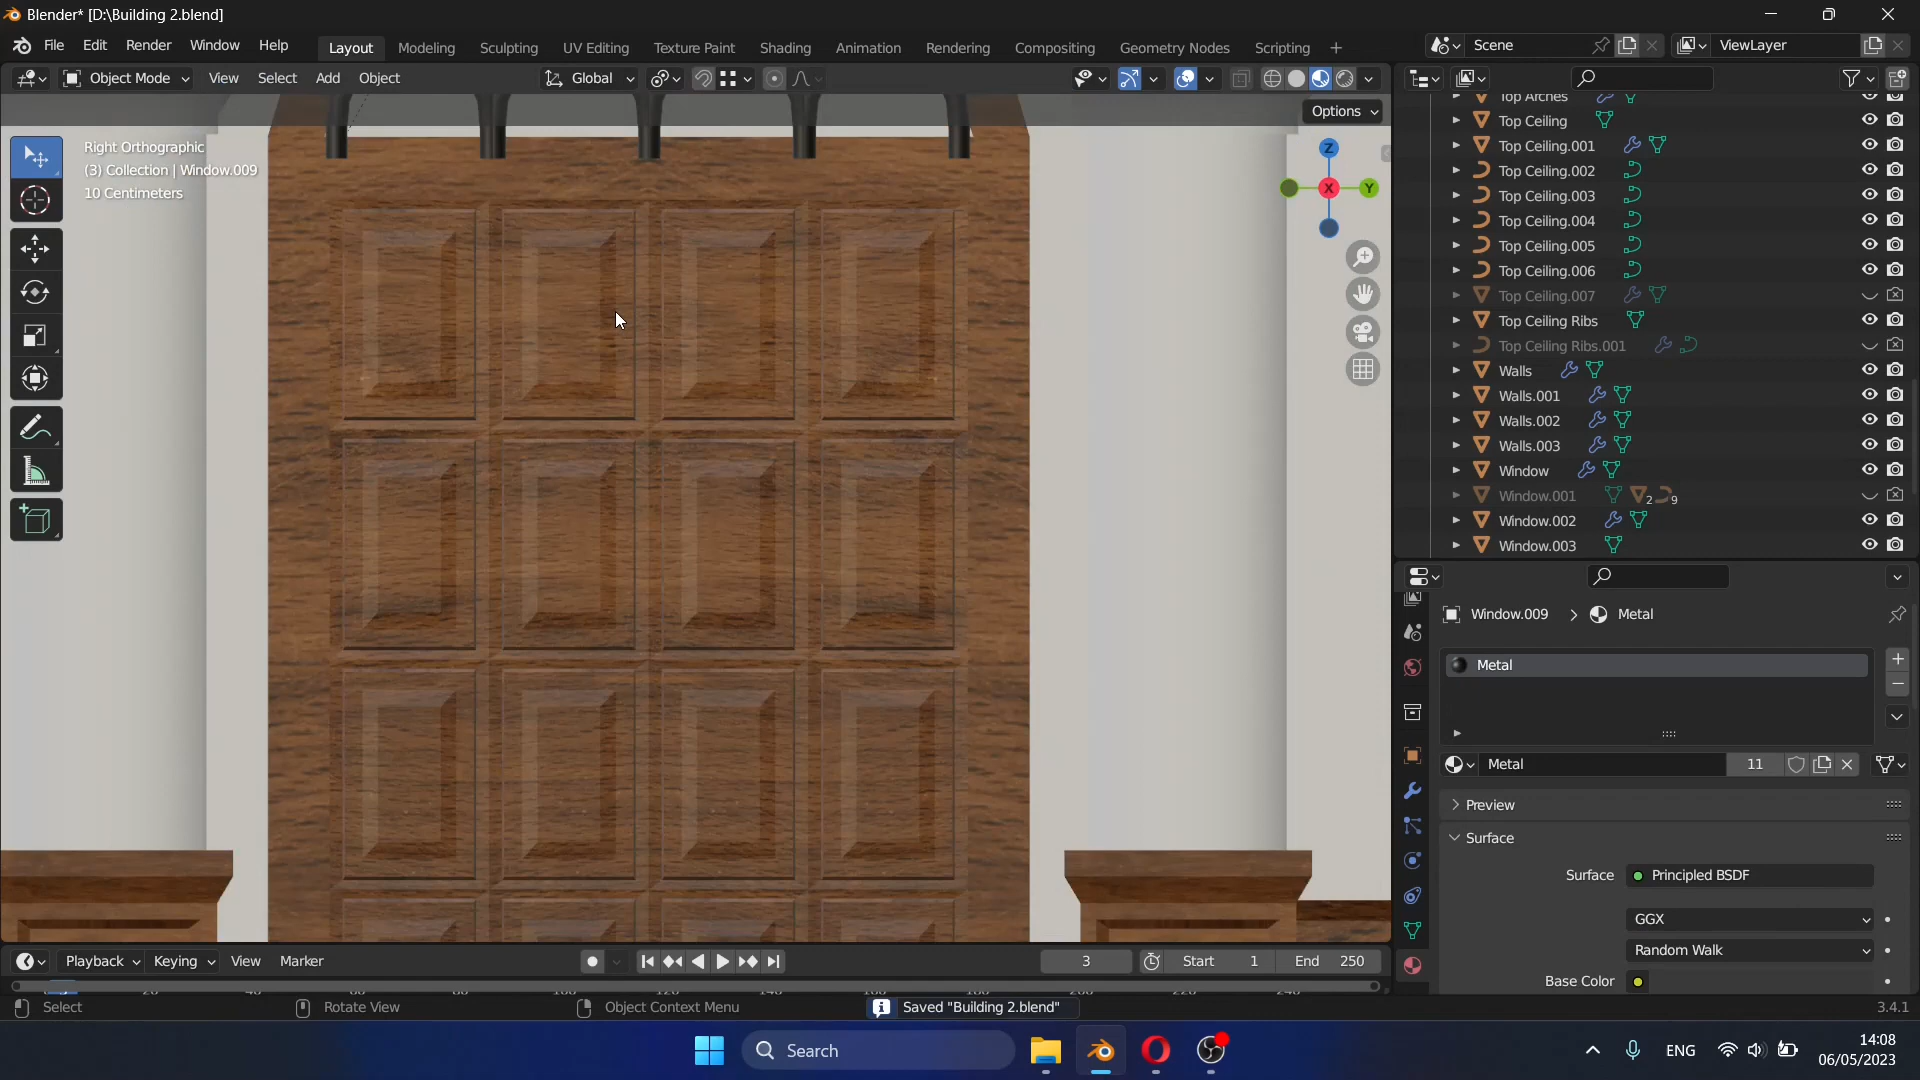 Blender* [D:\Building 2.blend]
File Edit Render Window Help Layout Modeling Sculpting UV Editing Texture Paint Shading Animation Rendering Compositing Geometry Nodes Scripting + Scene ViewLayer
Object Mode View Select Add Object Global
Options
Right Orthographic
(3) Collection | Window.009
10 Centimeters
Z
X
Y
Top Arches
Top Ceiling
Top Ceiling.001
Top Ceiling.002
Top Ceiling.003
Top Ceiling.004
Top Ceiling.005
Top Ceiling.006
Top Ceiling.007
Top Ceiling Ribs
Top Ceiling Ribs.001
Walls
Walls.001
Walls.002
Walls.003
Window
Window.001 2 9
Window.002
Window.003
Window.009 > Metal
Metal
Metal 11
Preview
Surface
Surface Principled BSDF
GGX
Random Walk
Base Color
Playback Keying View Marker 3 Start 1 End 250
Select Rotate View Object Context Menu Saved "Building 2.blend" 3.4.1
Search ENG 14:08
06/05/2023